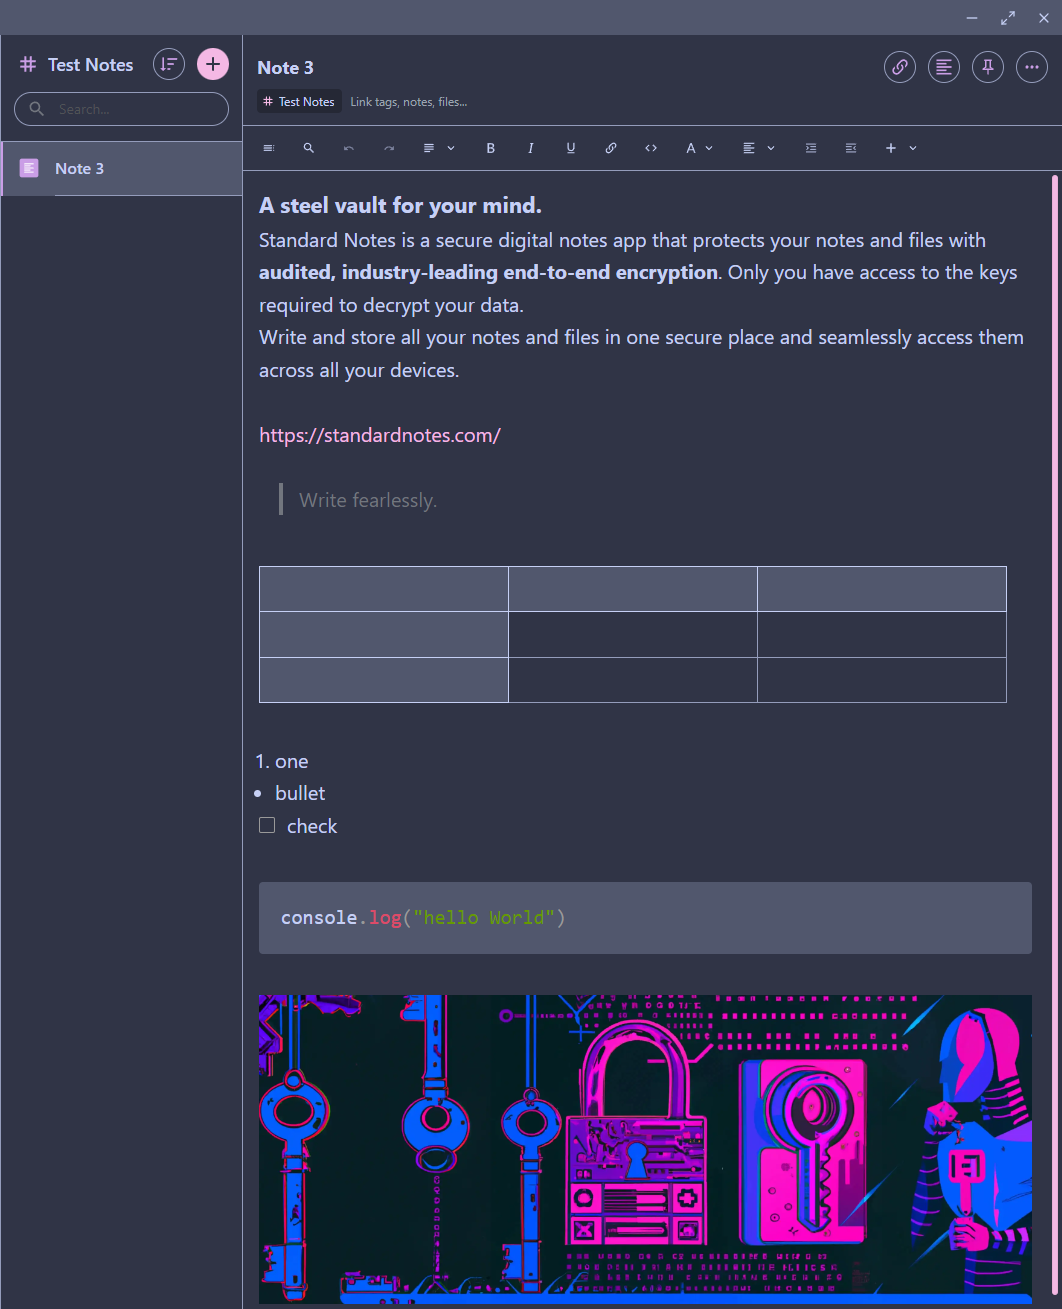 Test Notes
Search...
Note 3
Note 3
Test Notes Link tags, notes, files...
B I U A
A steel vault for your mind.
Standard Notes is a secure digital notes app that protects your notes and files with
audited, industry-leading end-to-end encryption. Only you have access to the keys
required to decrypt your data.
Write and store all your notes and files in one secure place and seamlessly access them
across all your devices.
https://standardnotes.com/
Write fearlessly.
1. one
• bullet
check
console.log("hello World")